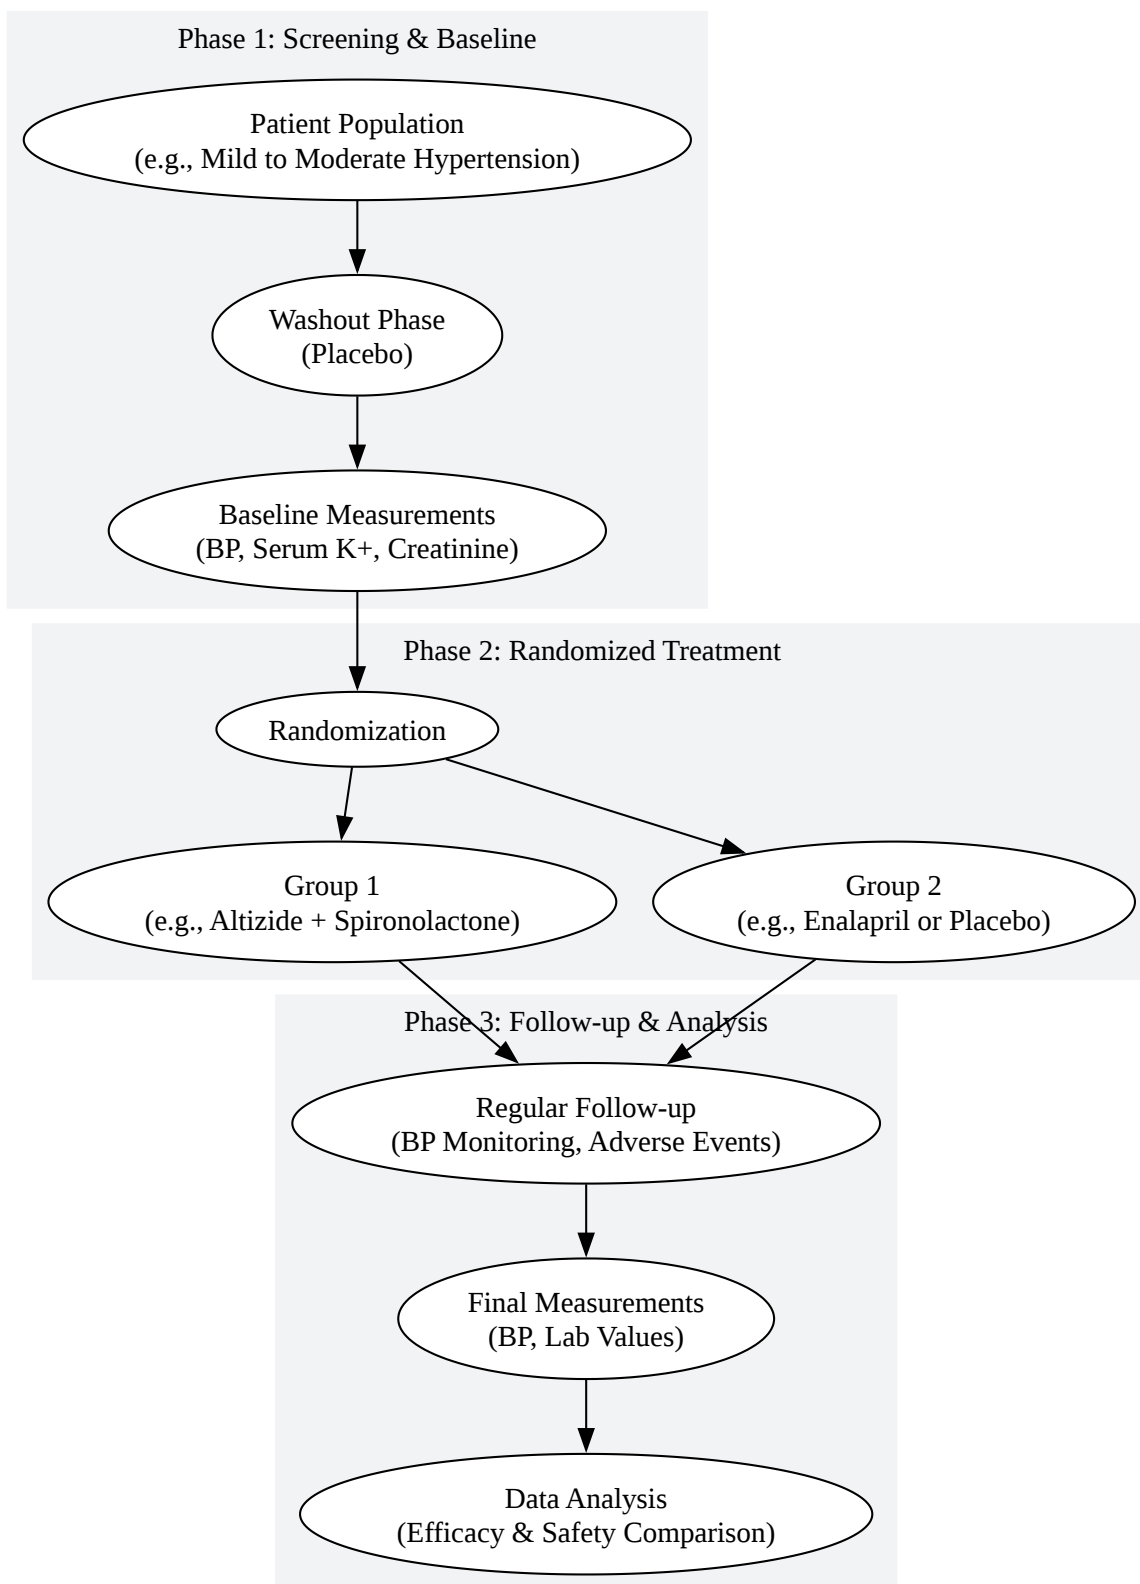 Phase 1: Screening & Baseline
Patient Population
(e.g., Mild to Moderate Hypertension)
Washout Phase
(Placebo)
Baseline Measurements
(BP, Serum K+, Creatinine)
Phase 2: Randomized Treatment
Randomization
Group 1
(e.g., Altizide + Spironolactone)
Group 2
(e.g., Enalapril or Placebo)
Phase 3: Follow-up & Analysis
Regular Follow-up
(BP Monitoring, Adverse Events)
Final Measurements
(BP, Lab Values)
Data Analysis
(Efficacy & Safety Comparison)